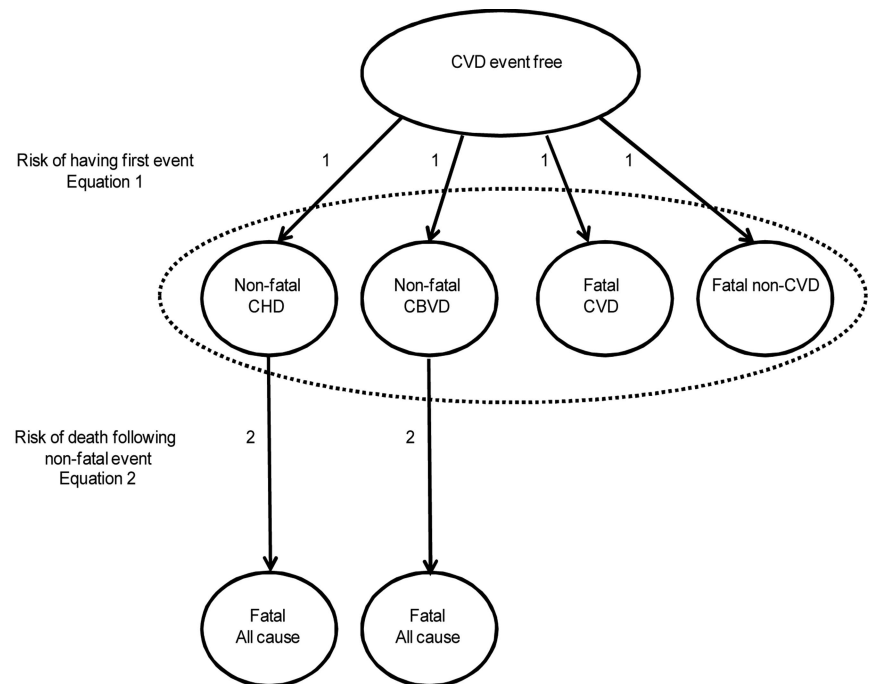 CVD event free
Risk of having first event
Equation 1
1
1
1
1
Non-fatal
CHD
Non-fatal
CBVD
Fatal
CVD
Fatal non-CVD
Risk of death following
non-fatal event
Equation 2
2
2
Fatal
All cause
Fatal
All cause